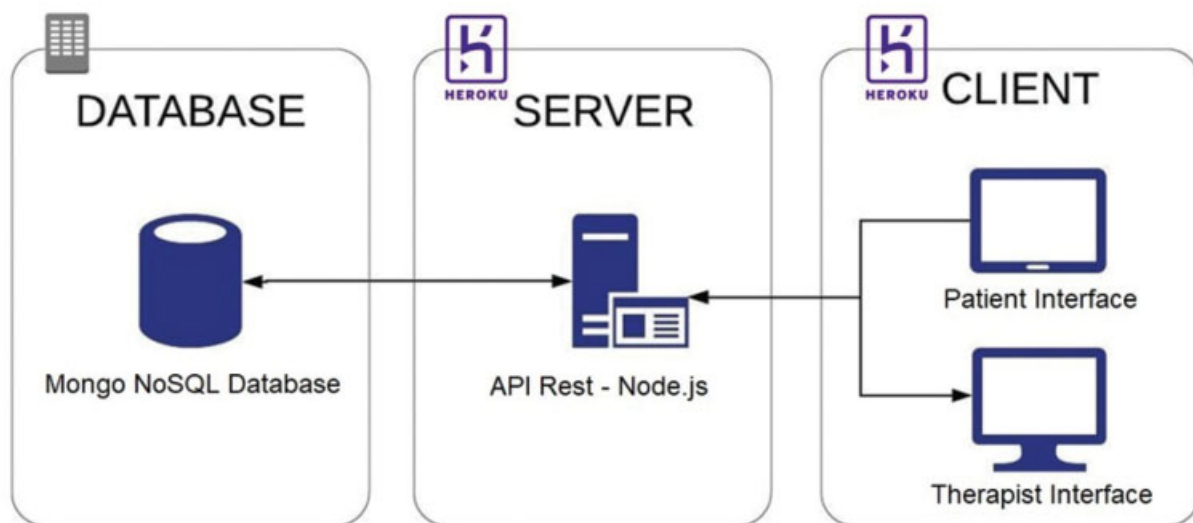 DATABASE
Mongo NoSQL Database
HEROKU
SERVER
API Rest - Node.js
HEROKU
CLIENT
Patient Interface
Therapist Interface